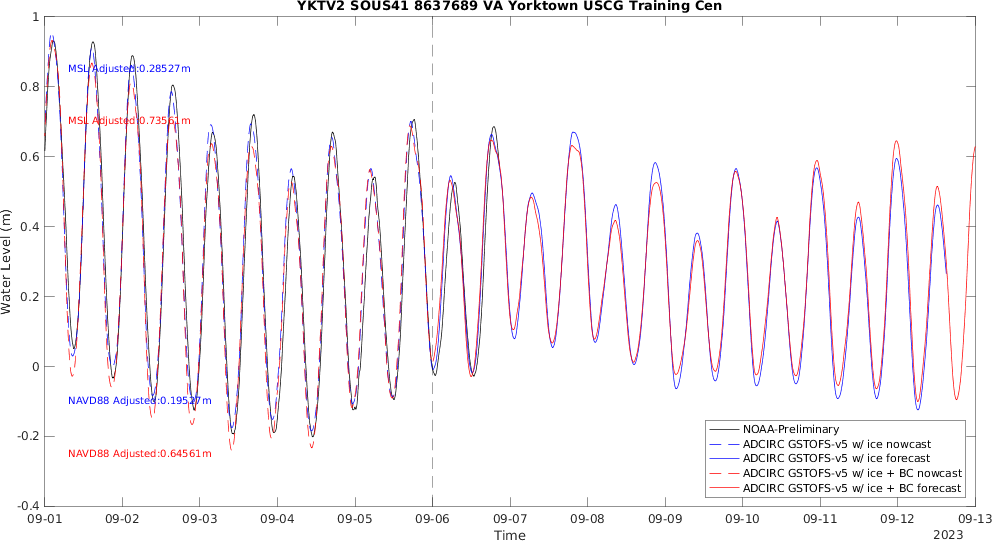 YKTV2 SOUS41 8637689 VA Yorktown USCG Training Cen
1
0.8
0.6
0.4
0.2
0
-0.2
-0.4
Water Level (m)
MSL Adjusted:0.28527m
MSL Adjusted:0.73561m
NAVD88 Adjusted:0.19527m
NAVD88 Adjusted:0.64561m
NOAA-Preliminary
ADCIRC GSTOFS-v5 w/ ice nowcast
ADCIRC GSTOFS-v5 w/ ice forecast
ADCIRC GSTOFS-v5 w/ ice + BC nowcast
ADCIRC GSTOFS-v5 w/ ice + BC forecast
09-01 09-02 09-03 09-04 09-05 09-06 09-07 09-08 09-09 09-10 09-11 09-12 09-13
Time
2023